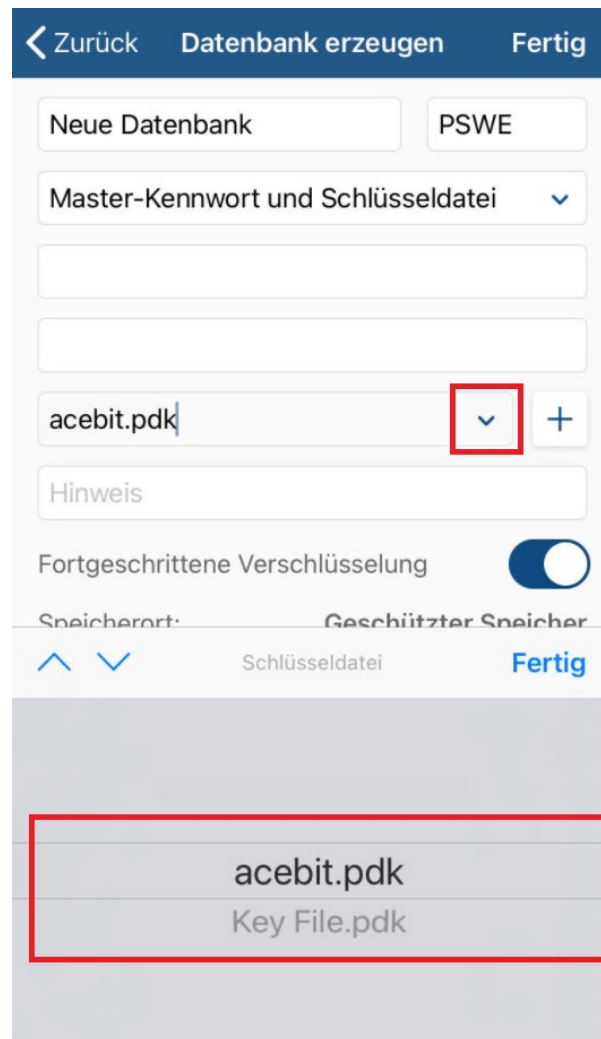 Zurück Datenbank erzeugen Fertig
Neue Datenbank PSWE
Master-Kennwort und Schlüsseldatei
acebit.pdk
Hinweis
Fortgeschrittene Verschlüsselung
Speicherort: Geschützter Speicher
Schlüsseldatei Fertig
acebit.pdk
Key File.pdk